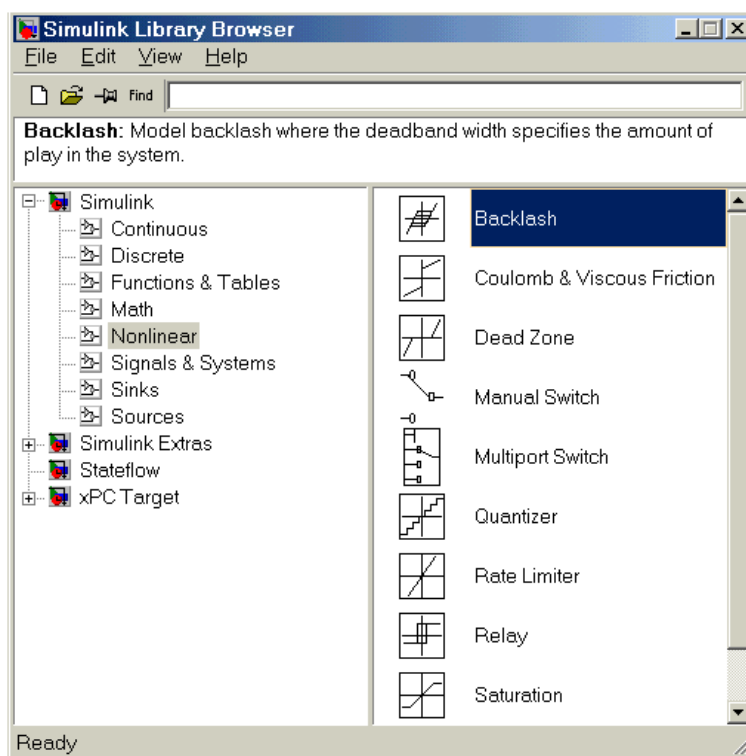 Simulink Library Browser
File Edit View Help
Find
Backlash: Model backlash where the deadband width specifies the amount of
play in the system.
Simulink
Continuous
Discrete
Functions & Tables
Math
Nonlinear
Signals & Systems
Sinks
Sources
Simulink Extras
Stateflow
xPC Target
Backlash
Coulomb & Viscous Friction
Dead Zone
Manual Switch
Multiport Switch
Quantizer
Rate Limiter
Relay
Saturation
Ready